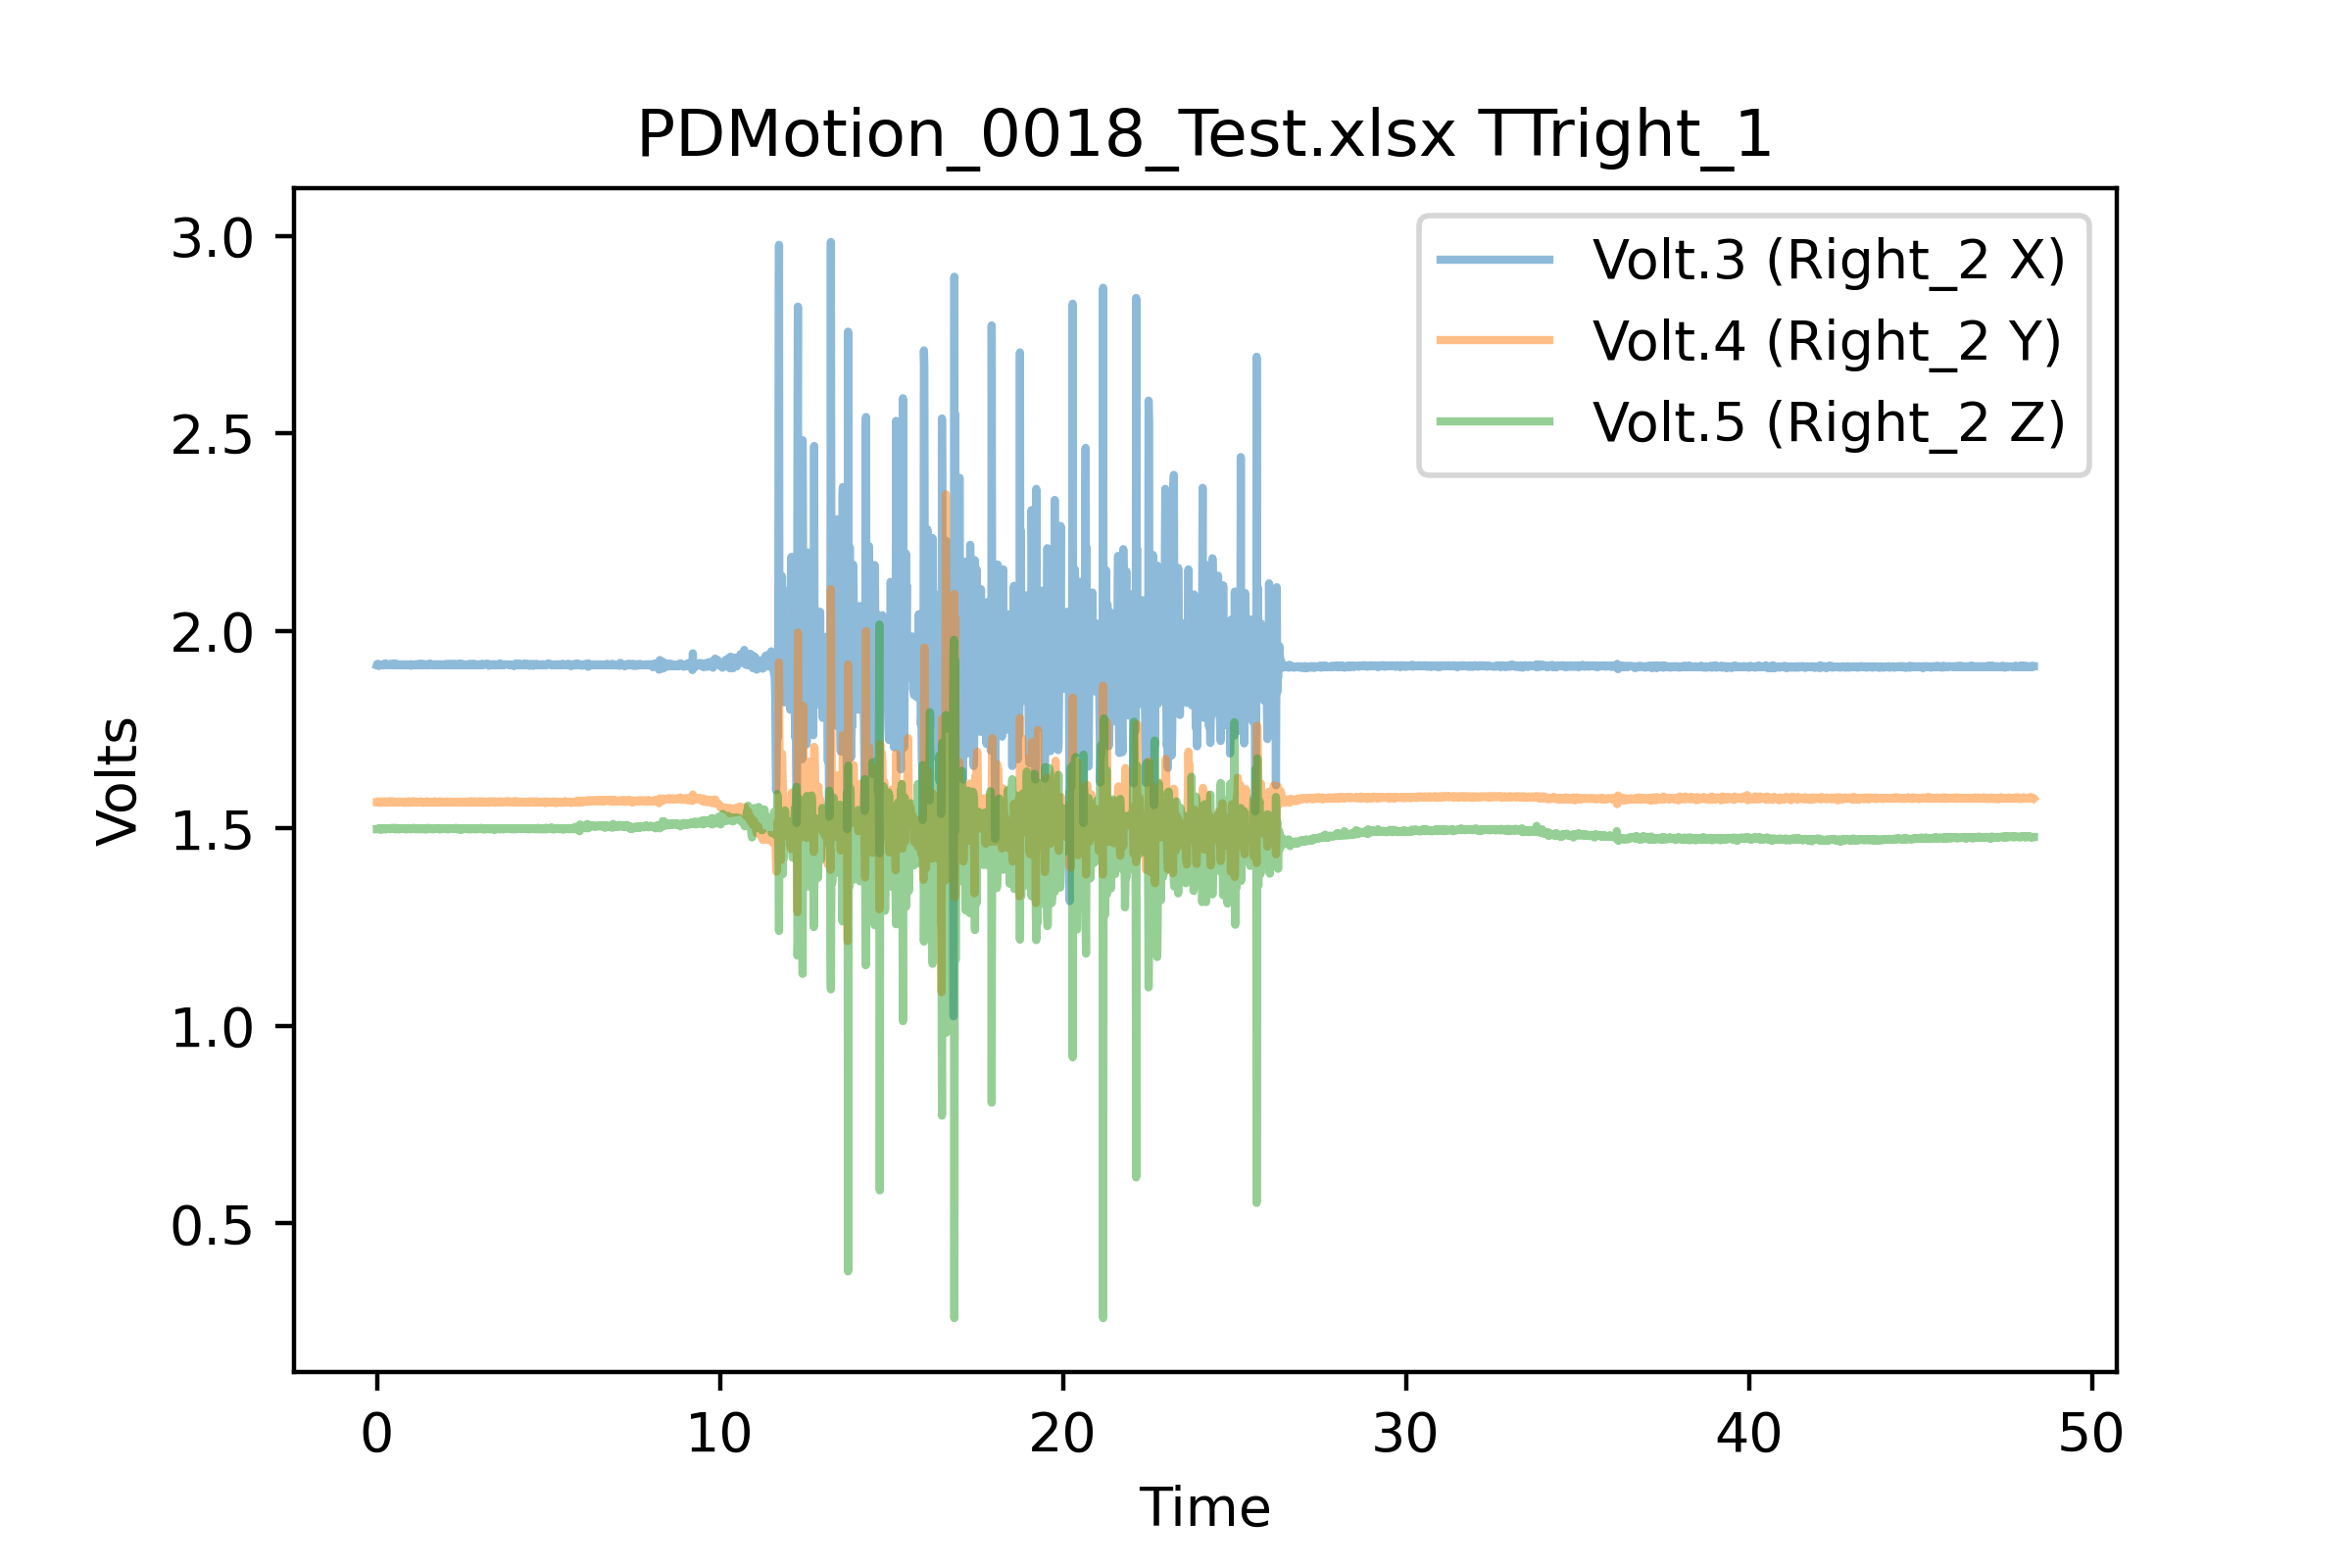 PDMotion_0018_Test.xlsx TTright_1
3.0
2.5
2.0
1.5
1.0
0.5
Volts
Volt.3 (Right_2 X)
Volt.4 (Right_2 Y)
Volt.5 (Right_2 Z)
0 10 20 30 40 50
Time